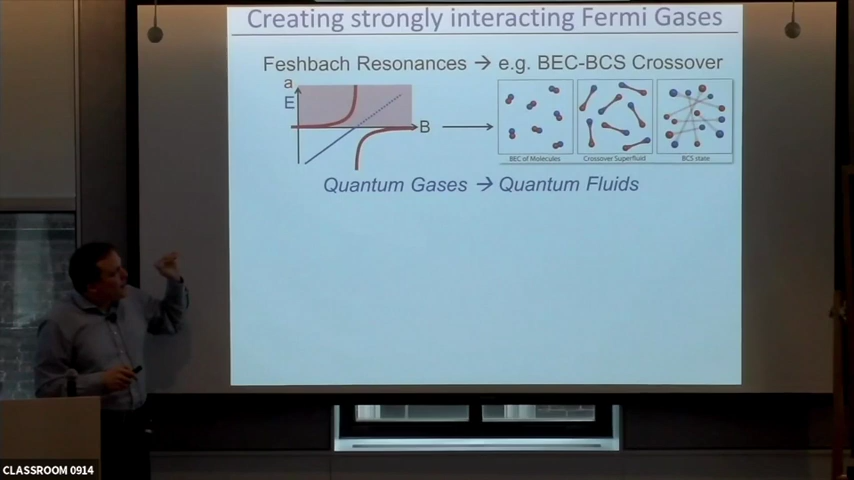 Creating strongly interacting Fermi Gases
Feshbach Resonances → e.g. BEC-BCS Crossover
a
E
B
BEC of Molecules
Crossover Superfluid
BCS state
Quantum Gases → Quantum Fluids
CLASSROOM 0914